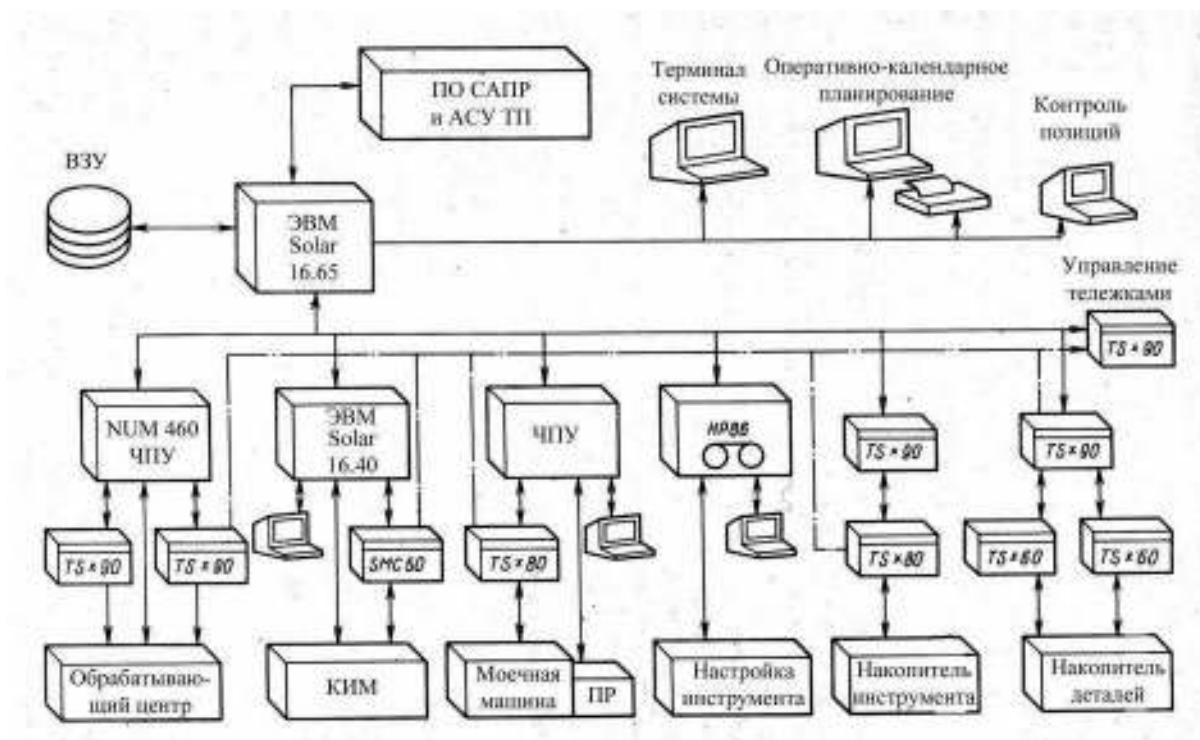 ПО САПР
и АСУ ТП
Терминал
системы
Оперативно-календарное
планирование
Контроль
позиций
ВЗУ
ЭВМ
Solar
16.65
Управление
тележками
TS×90
NUM 460
ЧПУ
ЭВМ
Solar
16.40
ЧПУ
HP86
TS×90
TS×90
TS×90
TS×90
SMC50
TS×80
TS×80
TS×60
TS×60
Обрабатываю-
щий центр
КИМ
Моечная
машина
ПР
Настройка
инструмента
Накопитель
инструмента
Накопитель
деталей